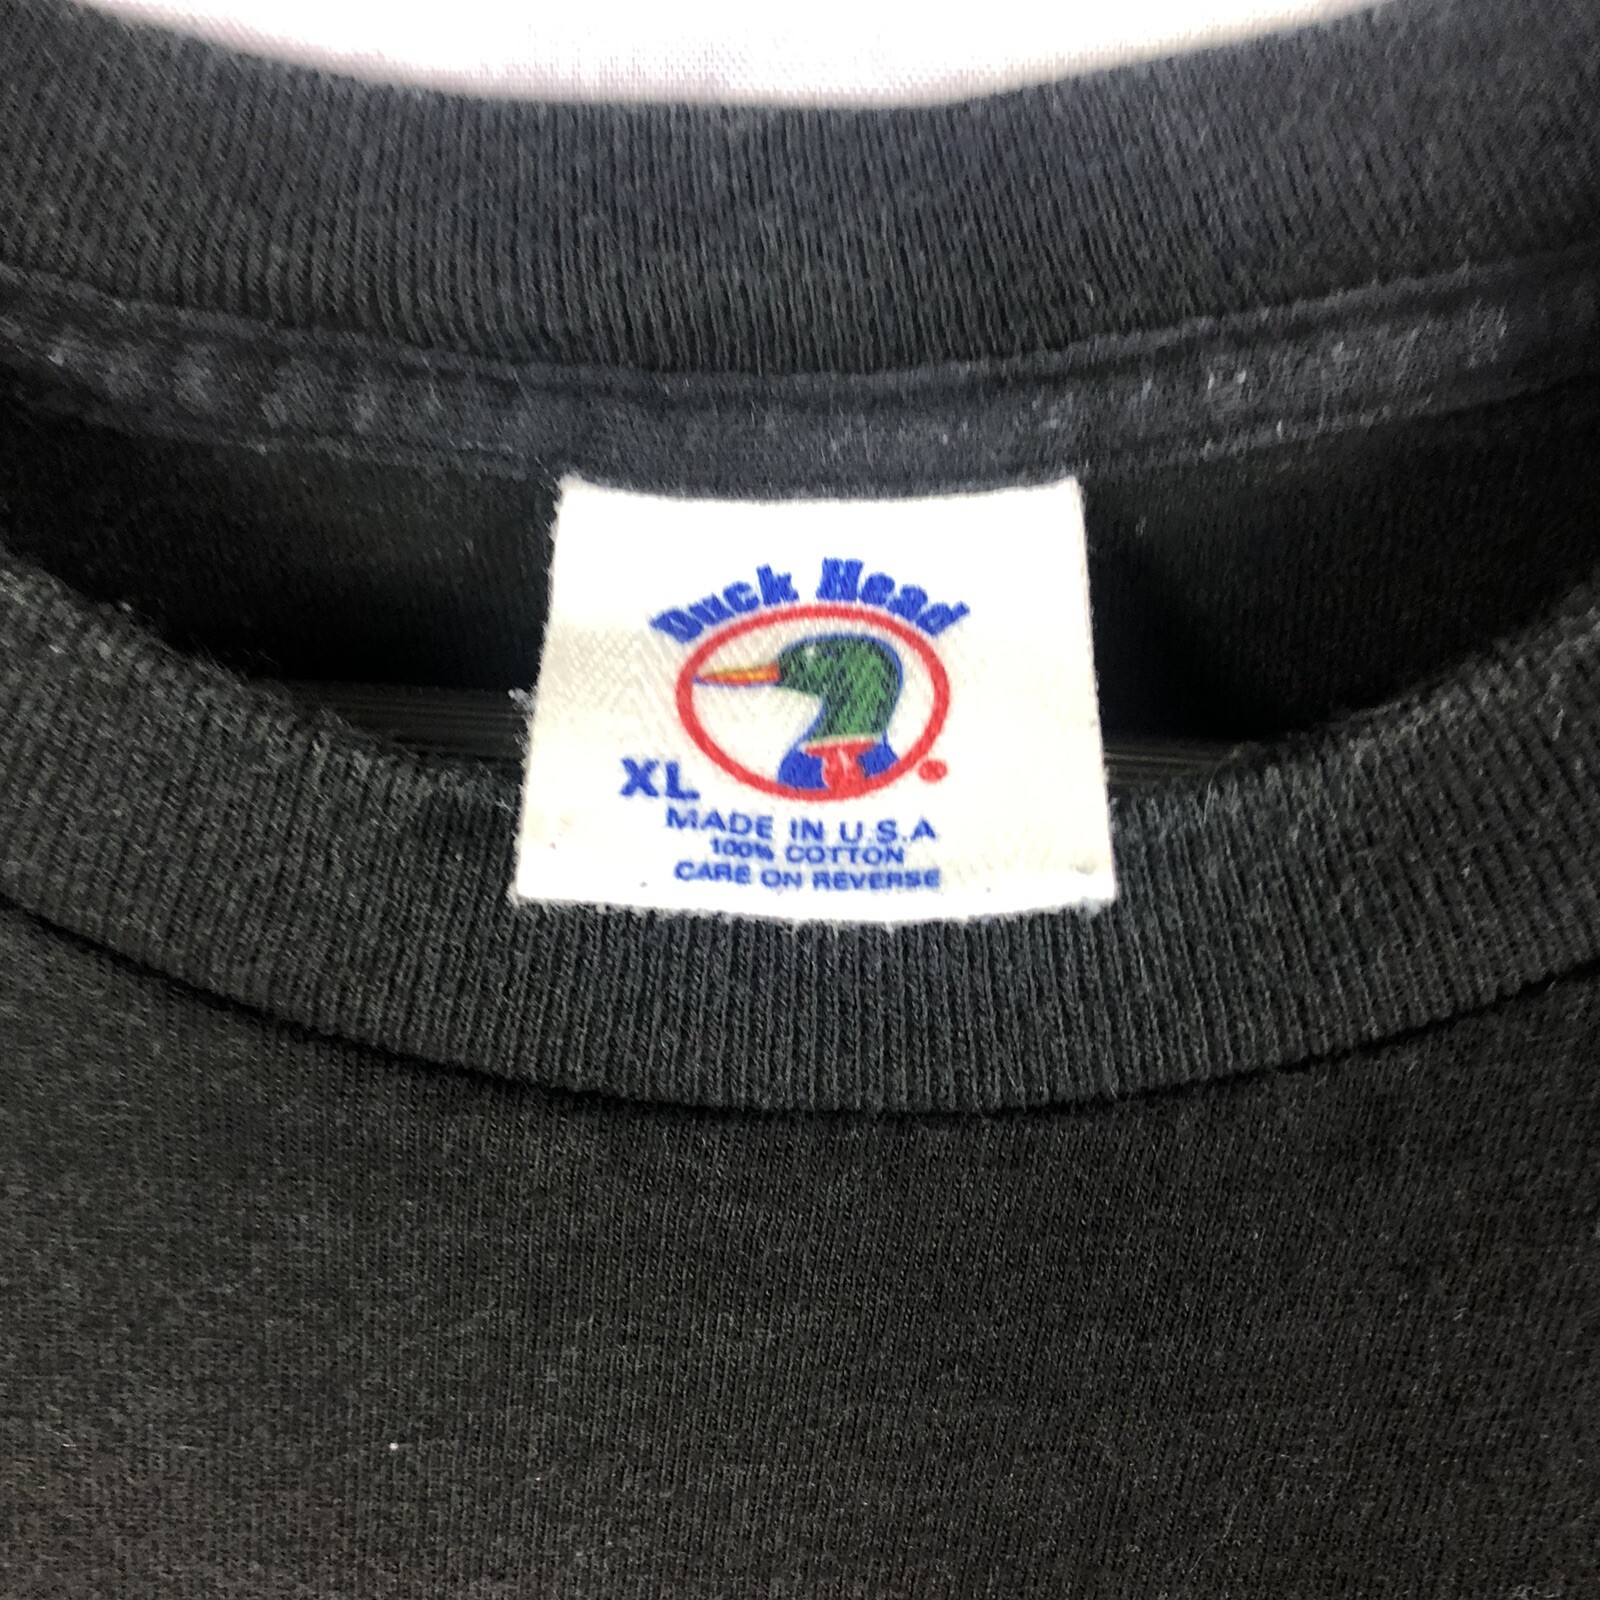 Duck Head
XL
MADE IN U.S.A
100% COTTON
CARE ON REVERSE